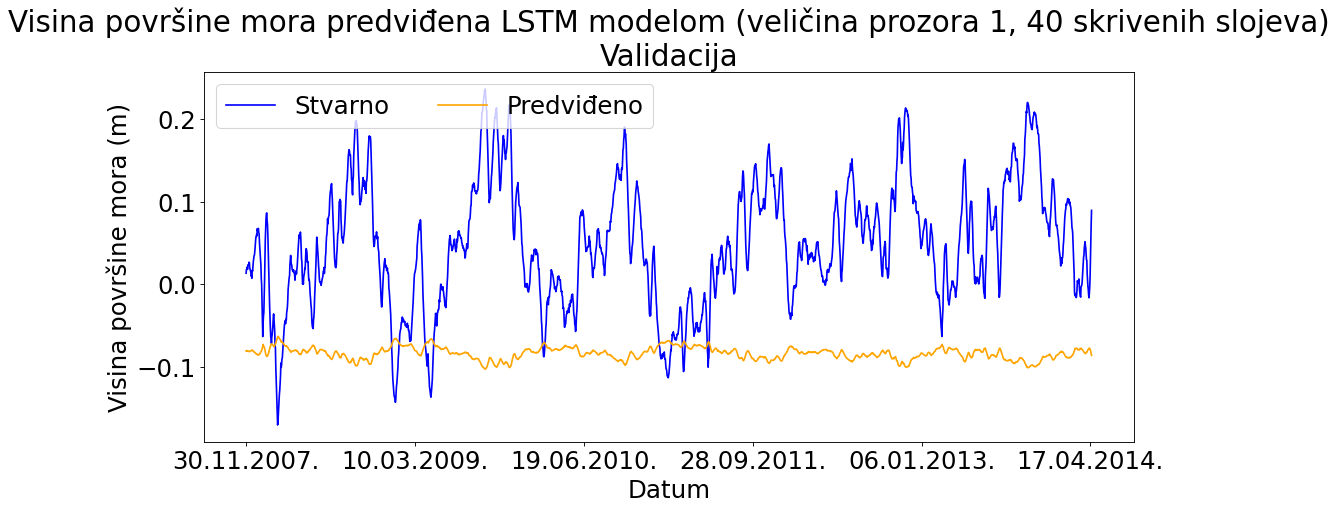 Visina površine mora predviđena LSTM modelom (veličina prozora 1, 40 skrivenih slojeva)
Validacija
Stvarno Predviđeno
Visina površine mora (m)
0.2
0.1
0.0
−0.1
30.11.2007. 10.03.2009. 19.06.2010. 28.09.2011. 06.01.2013. 17.04.2014.
Datum